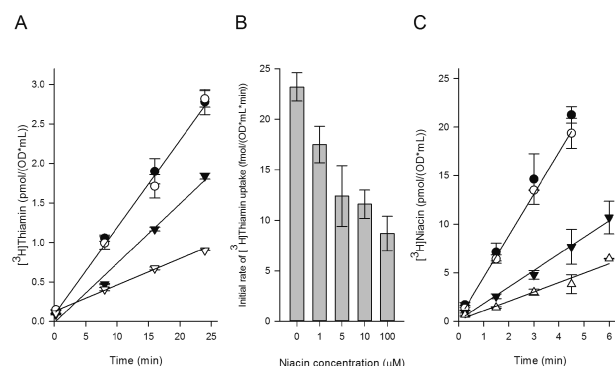 A
B
C
[³H]Thiamin (pmol/(OD*mL))
3.0
2.5
2.0
1.5
1.0
0.5
0.0
0 5 10 15 20 25
Time (min)
Initial rate of [³H]Thiamin uptake (fmol/(OD*mL*min))
25
20
15
10
5
0
0 1 5 10 100
Niacin concentration (µM)
[³H]Niacin (pmol/(OD*mL))
25
20
15
10
5
0
0 1 2 3 4 5 6
Time (min)